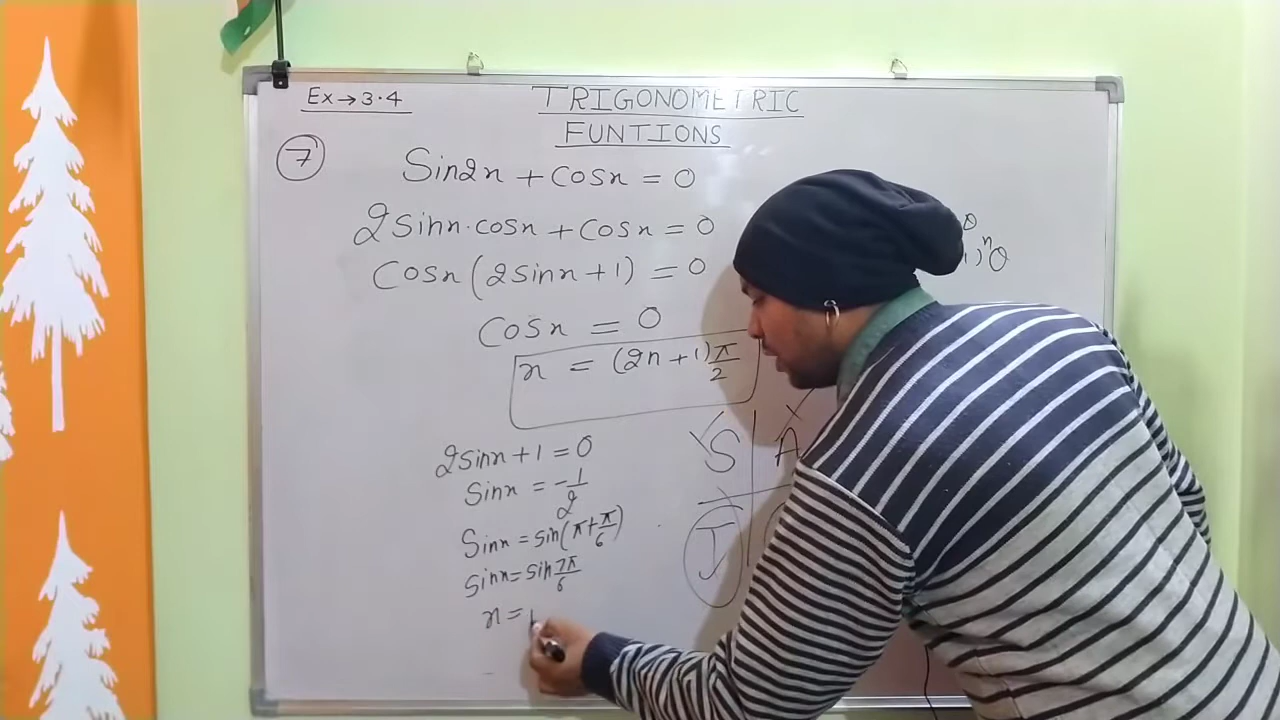 Ex→3.4
TRIGONOMETRIC
FUNTIONS
7
Sin2x + cosx = 0
2sinx·cosx + cosx = 0
Cosx(2sinx+1) = 0
Cosx = 0
x = (2n+1)π/2
2sinx+1=0
Sinx = -1/2
Sinx = sin(π+π/6)
Sinx = sin 7π/6
x =
S A
T
θ
)ⁿθ